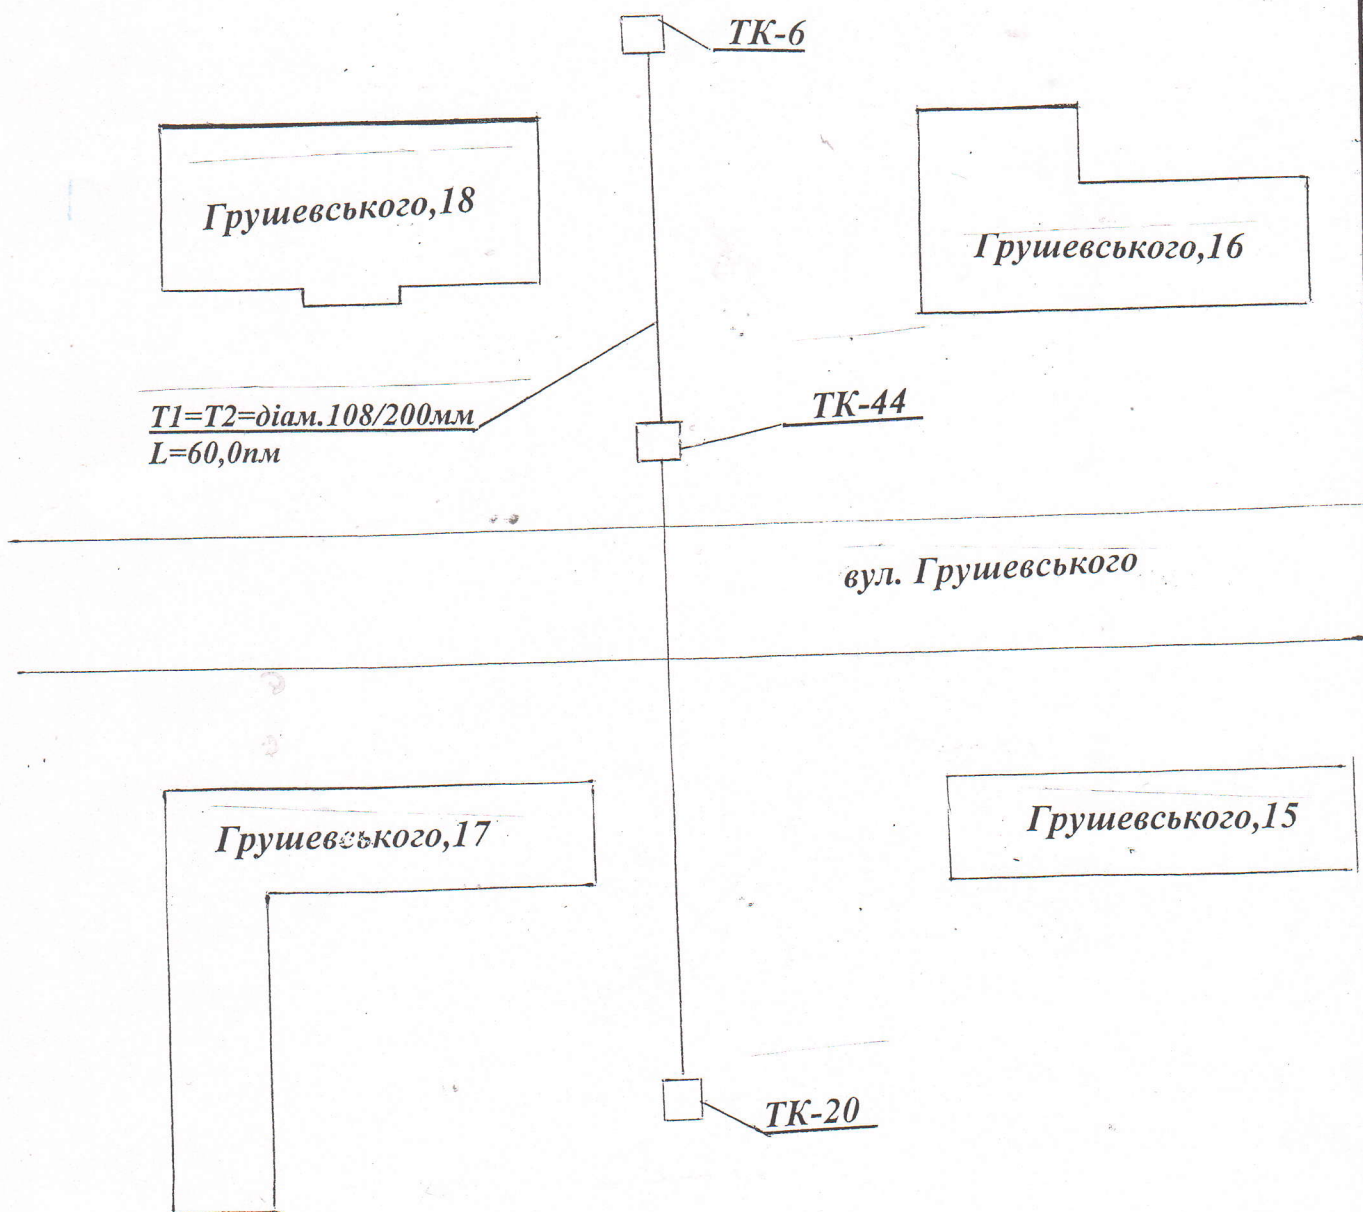 ТК-6
Грушевського,18
Грушевського,16
Т1=Т2=діам.108/200мм
L=60,0пм
ТК-44
вул. Грушевського
Грушевського,17
Грушевського,15
ТК-20